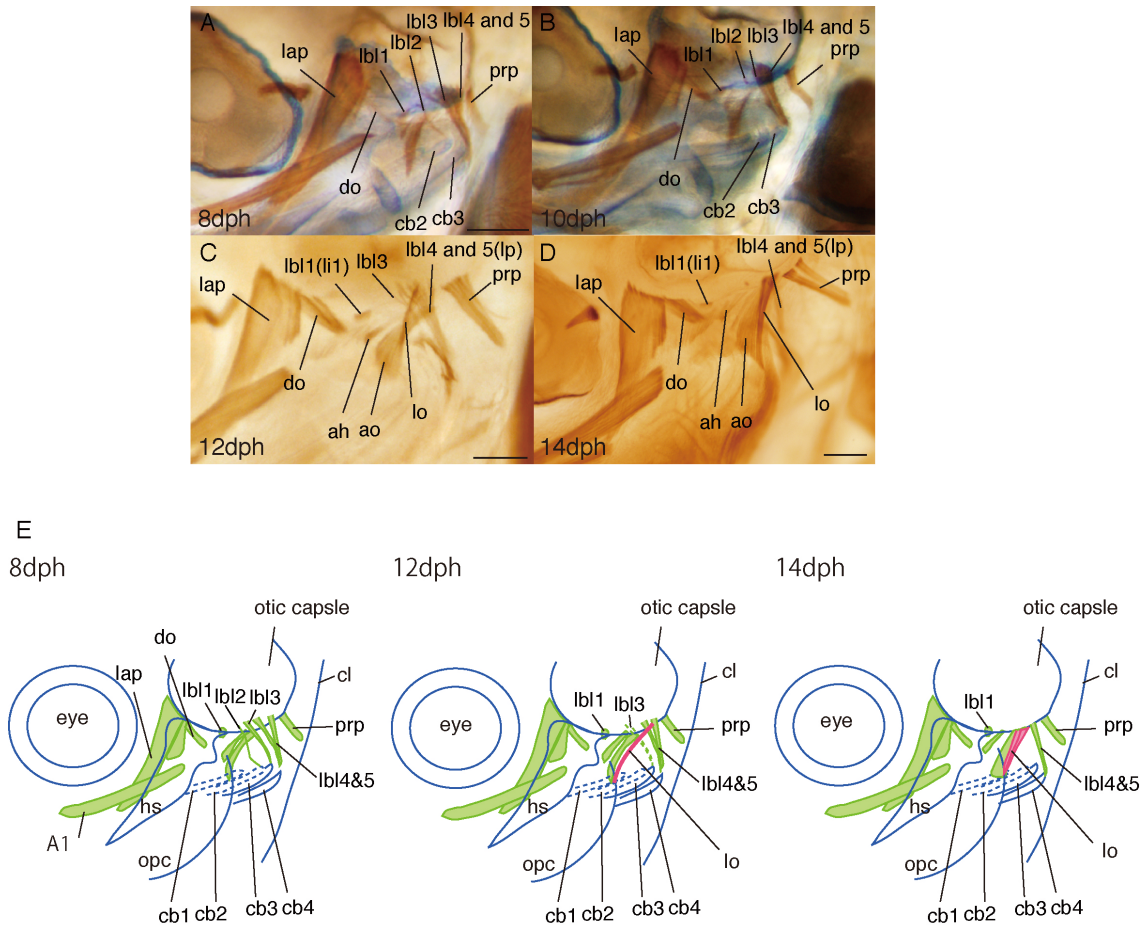 A
lbl3
lbl4 and 5
lbl2
lbl1
lap
prp
do
cb2
cb3
8dph
B
lbl2
lbl3
lbl4 and 5
lbl1
lap
prp
do
cb2
cb3
10dph
C
lbl4 and 5(lp)
lbl1(li1)
lbl3
lap
prp
do
lo
ah
ao
12dph
D
lbl4 and 5(lp)
lbl1(li1)
prp
lap
do
lo
ah
ao
14dph
E
8dph
12dph
14dph
otic capsle
do
lap
lbl1
lbl2
lbl3
cl
eye
prp
lbl4&5
hs
A1
opc
cb1
cb2
cb3
cb4
otic capsle
lbl1
lbl3
cl
eye
prp
lbl4&5
hs
lo
opc
cb1
cb2
cb3
cb4
otic capsle
lbl1
cl
eye
prp
lbl4&5
hs
lo
opc
cb1
cb2
cb3
cb4